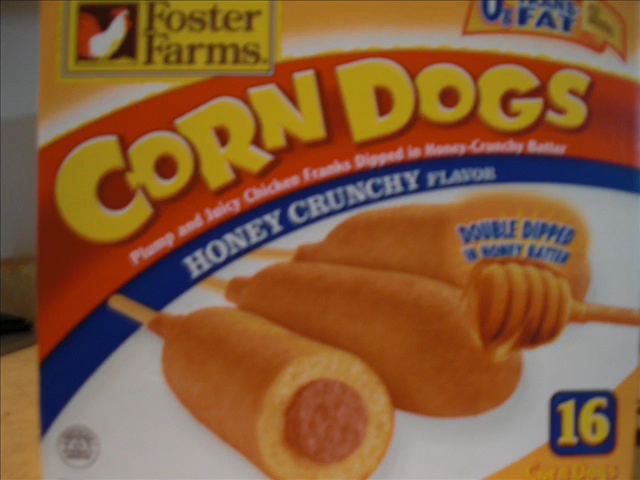 Foster
Farms
0g TRANS
FAT
CORN DOGS
Plump and Juicy Chicken Franks Dipped in Honey-Crunchy Batter
HONEY CRUNCHY FLAVOR
DOUBLE DIPPED
IN HONEY BATTER
16
Corn Dogs